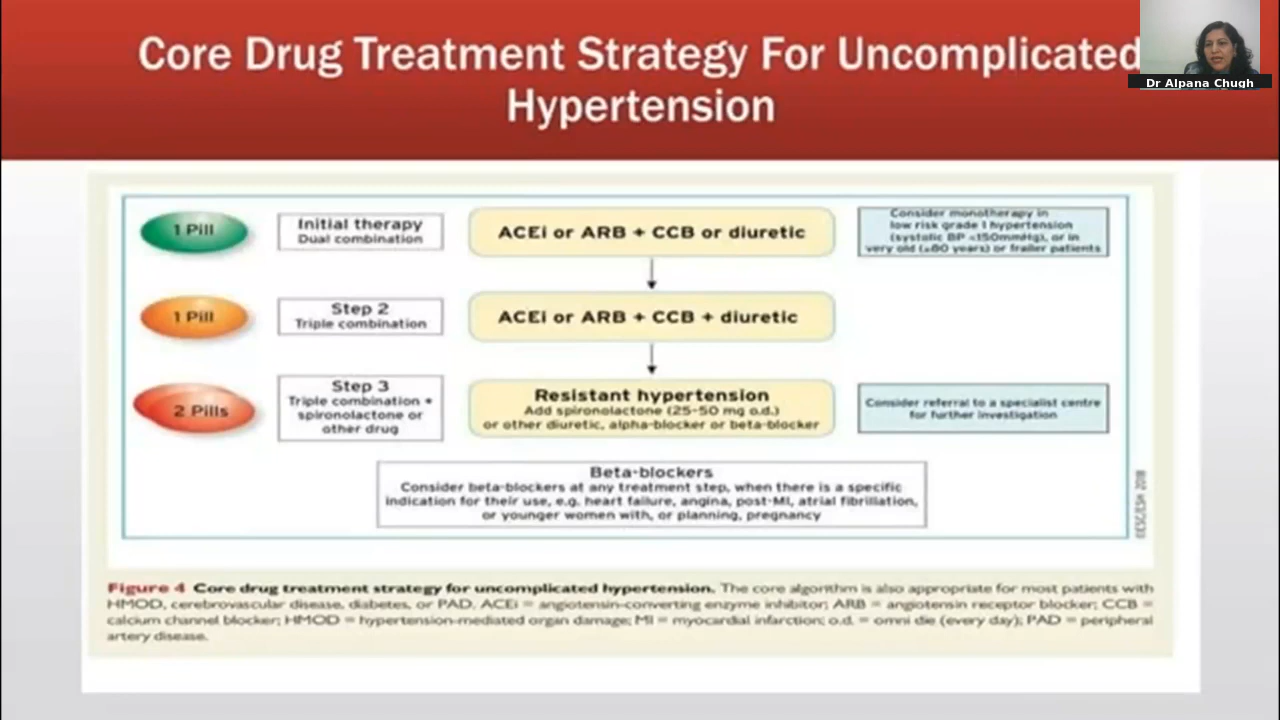 Core Drug Treatment Strategy For Uncomplicated
Hypertension
Dr Alpana Chugh
1 Pill
Initial therapy
Dual combination
ACEi or ARB + CCB or diuretic
Consider monotherapy in
low risk grade 1 hypertension
(systolic BP <150mmHg), or in
very old (≥80 years) or frailer patients
1 Pill
Step 2
Triple combination
ACEi or ARB + CCB + diuretic
2 Pills
Step 3
Triple combination +
spironolactone or
other drug
Resistant hypertension
Add spironolactone (25–50 mg o.d.)
or other diuretic, alpha-blocker or beta-blocker
Consider referral to a specialist centre
for further investigation
Beta-blockers
Consider beta-blockers at any treatment step, when there is a specific
indication for their use, e.g. heart failure, angina, post-MI, atrial fibrillation,
or younger women with, or planning, pregnancy
Figure 4 Core drug treatment strategy for uncomplicated hypertension. The core algorithm is also appropriate for most patients with
HMOD, cerebrovascular disease, diabetes, or PAD. ACEi = angiotensin-converting enzyme inhibitor; ARB = angiotensin receptor blocker; CCB =
calcium channel blocker; HMOD = hypertension-mediated organ damage; MI = myocardial infarction; o.d. = omni die (every day); PAD = peripheral
artery disease.